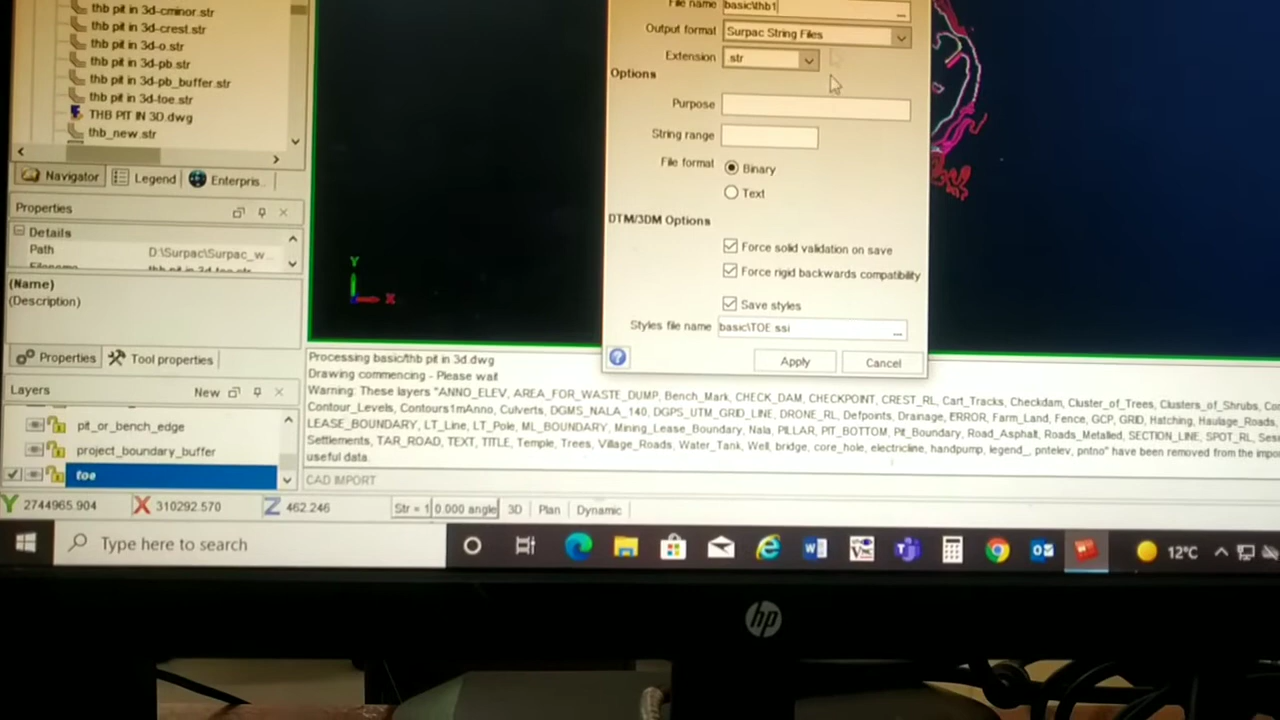 thb pit in 3d-cminor.str
thb pit in 3d-crest.str
thb pit in 3d-o.str
thb pit in 3d-pb.str
thb pit in 3d-pb_buffer.str
thb pit in 3d-toe.str
THB PIT IN 3D.dwg
thb_new.str
Navigator Legend Enterpris..
Properties
Details
Path D:\Surpac\Surpac_w...
(Name)
(Description)
Properties Tool properties
Layers New
pit_or_bench_edge
project_boundary_buffer
toe
File name basic\thb1
Output format Surpac String Files
Extension .str
Options
Purpose
String range
File format Binary
Text
DTM/3DM Options
Force solid validation on save
Force rigid backwards compatibility
Save styles
Styles file name basic\TOE ssi
Apply Cancel
Y
X
Processing basic/thb pit in 3d.dwg
Drawing commencing - Please wait
Warning: These layers "ANNO_ELEV, AREA_FOR_WASTE_DUMP, Bench_Mark, CHECK_DAM, CHECKPOINT, CREST_RL, Cart_Tracks, Checkdam, Cluster_of_Trees, Clusters_of_Shrubs,
Contour_Levels, Contours1mAnno, Culverts, DGMS_NALA_140, DGPS_UTM_GRID_LINE, DRONE_RL, Defpoints, Drainage, ERROR, Farm_Land, Fence, GCP, GRID, Hatching, Haulage_Roads,
LEASE_BOUNDARY, LT_Line, LT_Pole, ML_BOUNDARY, Mining_Lease_Boundary, Nala, PILLAR, PIT_BOTTOM, Pit_Boundary, Road_Asphalt, Roads_Metalled, SECTION_LINE, SPOT_RL,
Settlements, TAR_ROAD, TEXT, TITLE, Temple, Trees, Village_Roads, Water_Tank, Well, bridge, core_hole, electricline, handpump, legend_, pntelev, pntno" have been removed from the
useful data.
CAD IMPORT
Y 2744965.904 X 310292.570 Z 462.246 Str = 1 0.000 angle 3D Plan Dynamic
Type here to search 12°C
hp